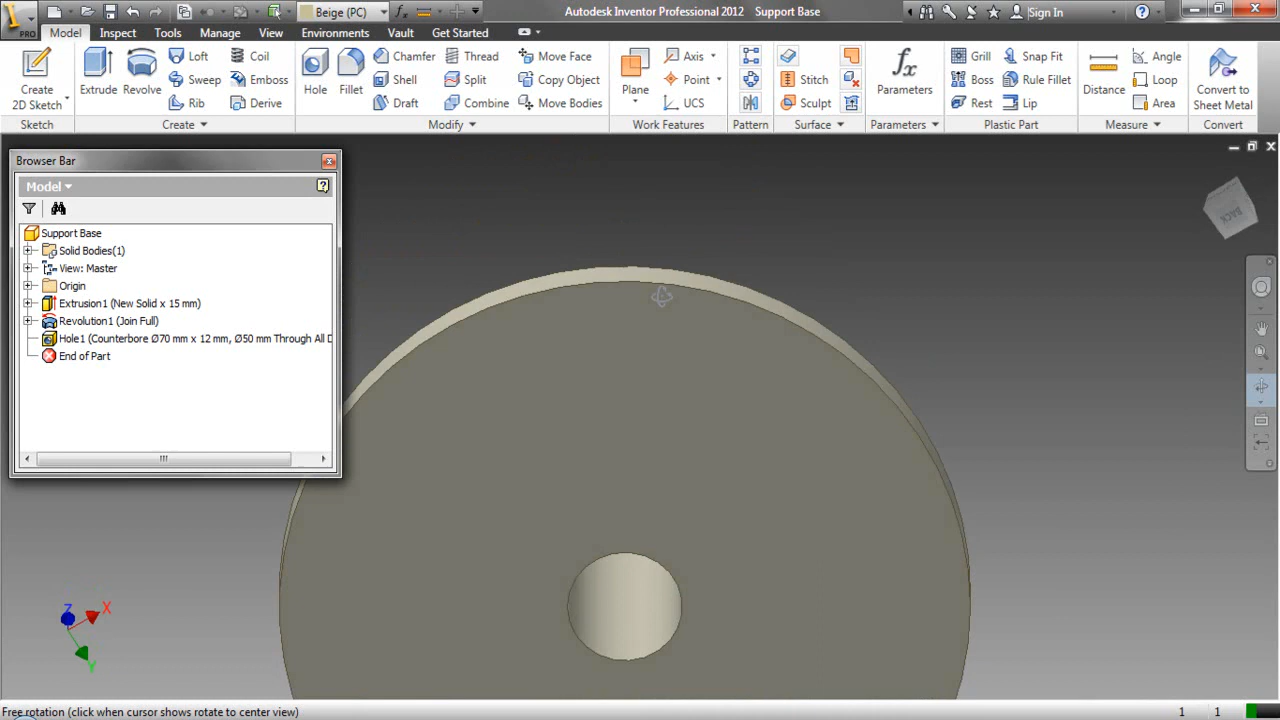 Beige (PC)
Autodesk Inventor Professional 2012 Support Base
Sign In
PRO
Model Inspect Tools Manage View Environments Vault Get Started
Create
2D Sketch
Extrude
Revolve
Loft
Sweep
Rib
Coil
Emboss
Derive
Hole
Fillet
Chamfer
Shell
Draft
Thread
Split
Combine
Move Face
Copy Object
Move Bodies
Plane
Axis
Point
UCS
Stitch
Sculpt
Parameters
Grill
Boss
Rest
Snap Fit
Rule Fillet
Lip
Distance
Angle
Loop
Area
Convert to
Sheet Metal
Sketch Create Modify Work Features Pattern Surface Parameters Plastic Part Measure Convert
Browser Bar
Model
Support Base
Solid Bodies(1)
View: Master
Origin
Extrusion1 (New Solid x 15 mm)
Revolution1 (Join Full)
Hole1 (Counterbore Ø70 mm x 12 mm, Ø50 mm Through All D
End of Part
BACK
Z
X
Y
Free rotation (click when cursor shows rotate to center view)
1 1